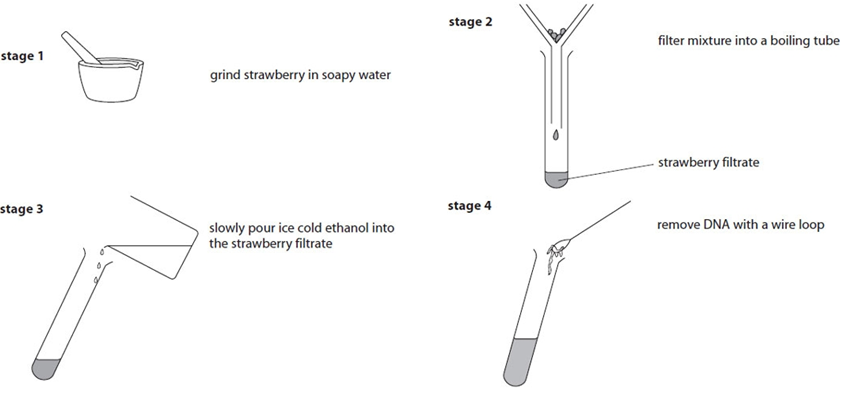 stage 1
grind strawberry in soapy water
stage 2
filter mixture into a boiling tube
strawberry filtrate
stage 3
slowly pour ice cold ethanol into
the strawberry filtrate
stage 4
remove DNA with a wire loop